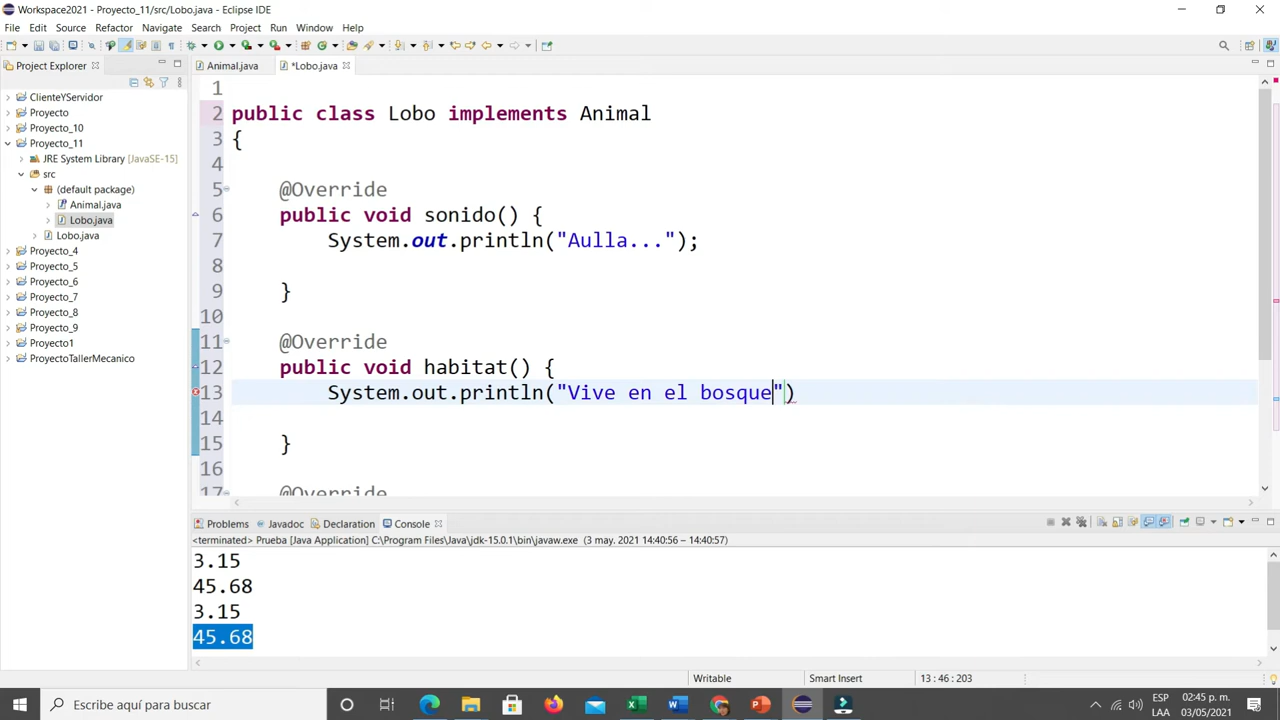 Workspace2021 - Proyecto_11/src/Lobo.java - Eclipse IDE
File Edit Source Refactor Navigate Search Project Run Window Help
Project Explorer
Animal.java
*Lobo.java
ClienteYServidor
Proyecto
Proyecto_10
Proyecto_11
JRE System Library [JavaSE-15]
src
(default package)
Animal.java
Lobo.java
Lobo.java
Proyecto_4
Proyecto_5
Proyecto_6
Proyecto_7
Proyecto_8
Proyecto_9
Proyecto1
ProyectoTallerMecanico
1
2 public class Lobo implements Animal
3 {
4
5 @Override
6 public void sonido() {
7 System.out.println("Aulla...");
8
9 }
10
11 @Override
12 public void habitat() {
13 System.out.println("Vive en el bosque")
14
15 }
16
17 @Override
Problems Javadoc Declaration Console
<terminated> Prueba [Java Application] C:\Program Files\Java\jdk-15.0.1\bin\javaw.exe (3 may. 2021 14:40:56 – 14:40:57)
3.15
45.68
3.15
45.68
Writable Smart Insert 13 : 46 : 203
Escribe aquí para buscar
ESP 02:45 p. m.
LAA 03/05/2021